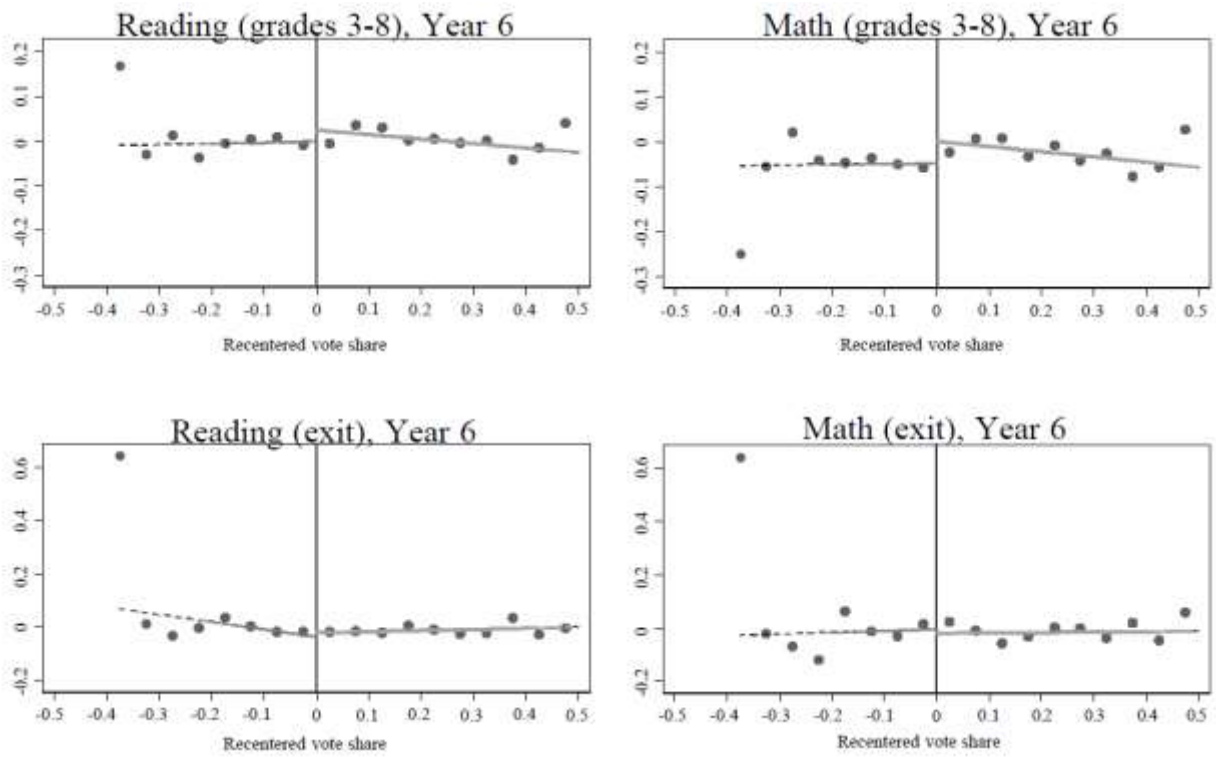 Reading (grades 3-8), Year 6
0.2
0.1
0
-0.1
-0.2
-0.3
-0.5 -0.4 -0.3 -0.2 -0.1 0 0.1 0.2 0.3 0.4 0.5
Recentered vote share
Math (grades 3-8), Year 6
0.2
0.1
0
-0.1
-0.2
-0.3
-0.5 -0.4 -0.3 -0.2 -0.1 0 0.1 0.2 0.3 0.4 0.5
Recentered vote share
Reading (exit), Year 6
0.6
0.4
0.2
0
-0.2
-0.5 -0.4 -0.3 -0.2 -0.1 0 0.1 0.2 0.3 0.4 0.5
Recentered vote share
Math (exit), Year 6
0.6
0.4
0.2
0
-0.2
-0.5 -0.4 -0.3 -0.2 -0.1 0 0.1 0.2 0.3 0.4 0.5
Recentered vote share